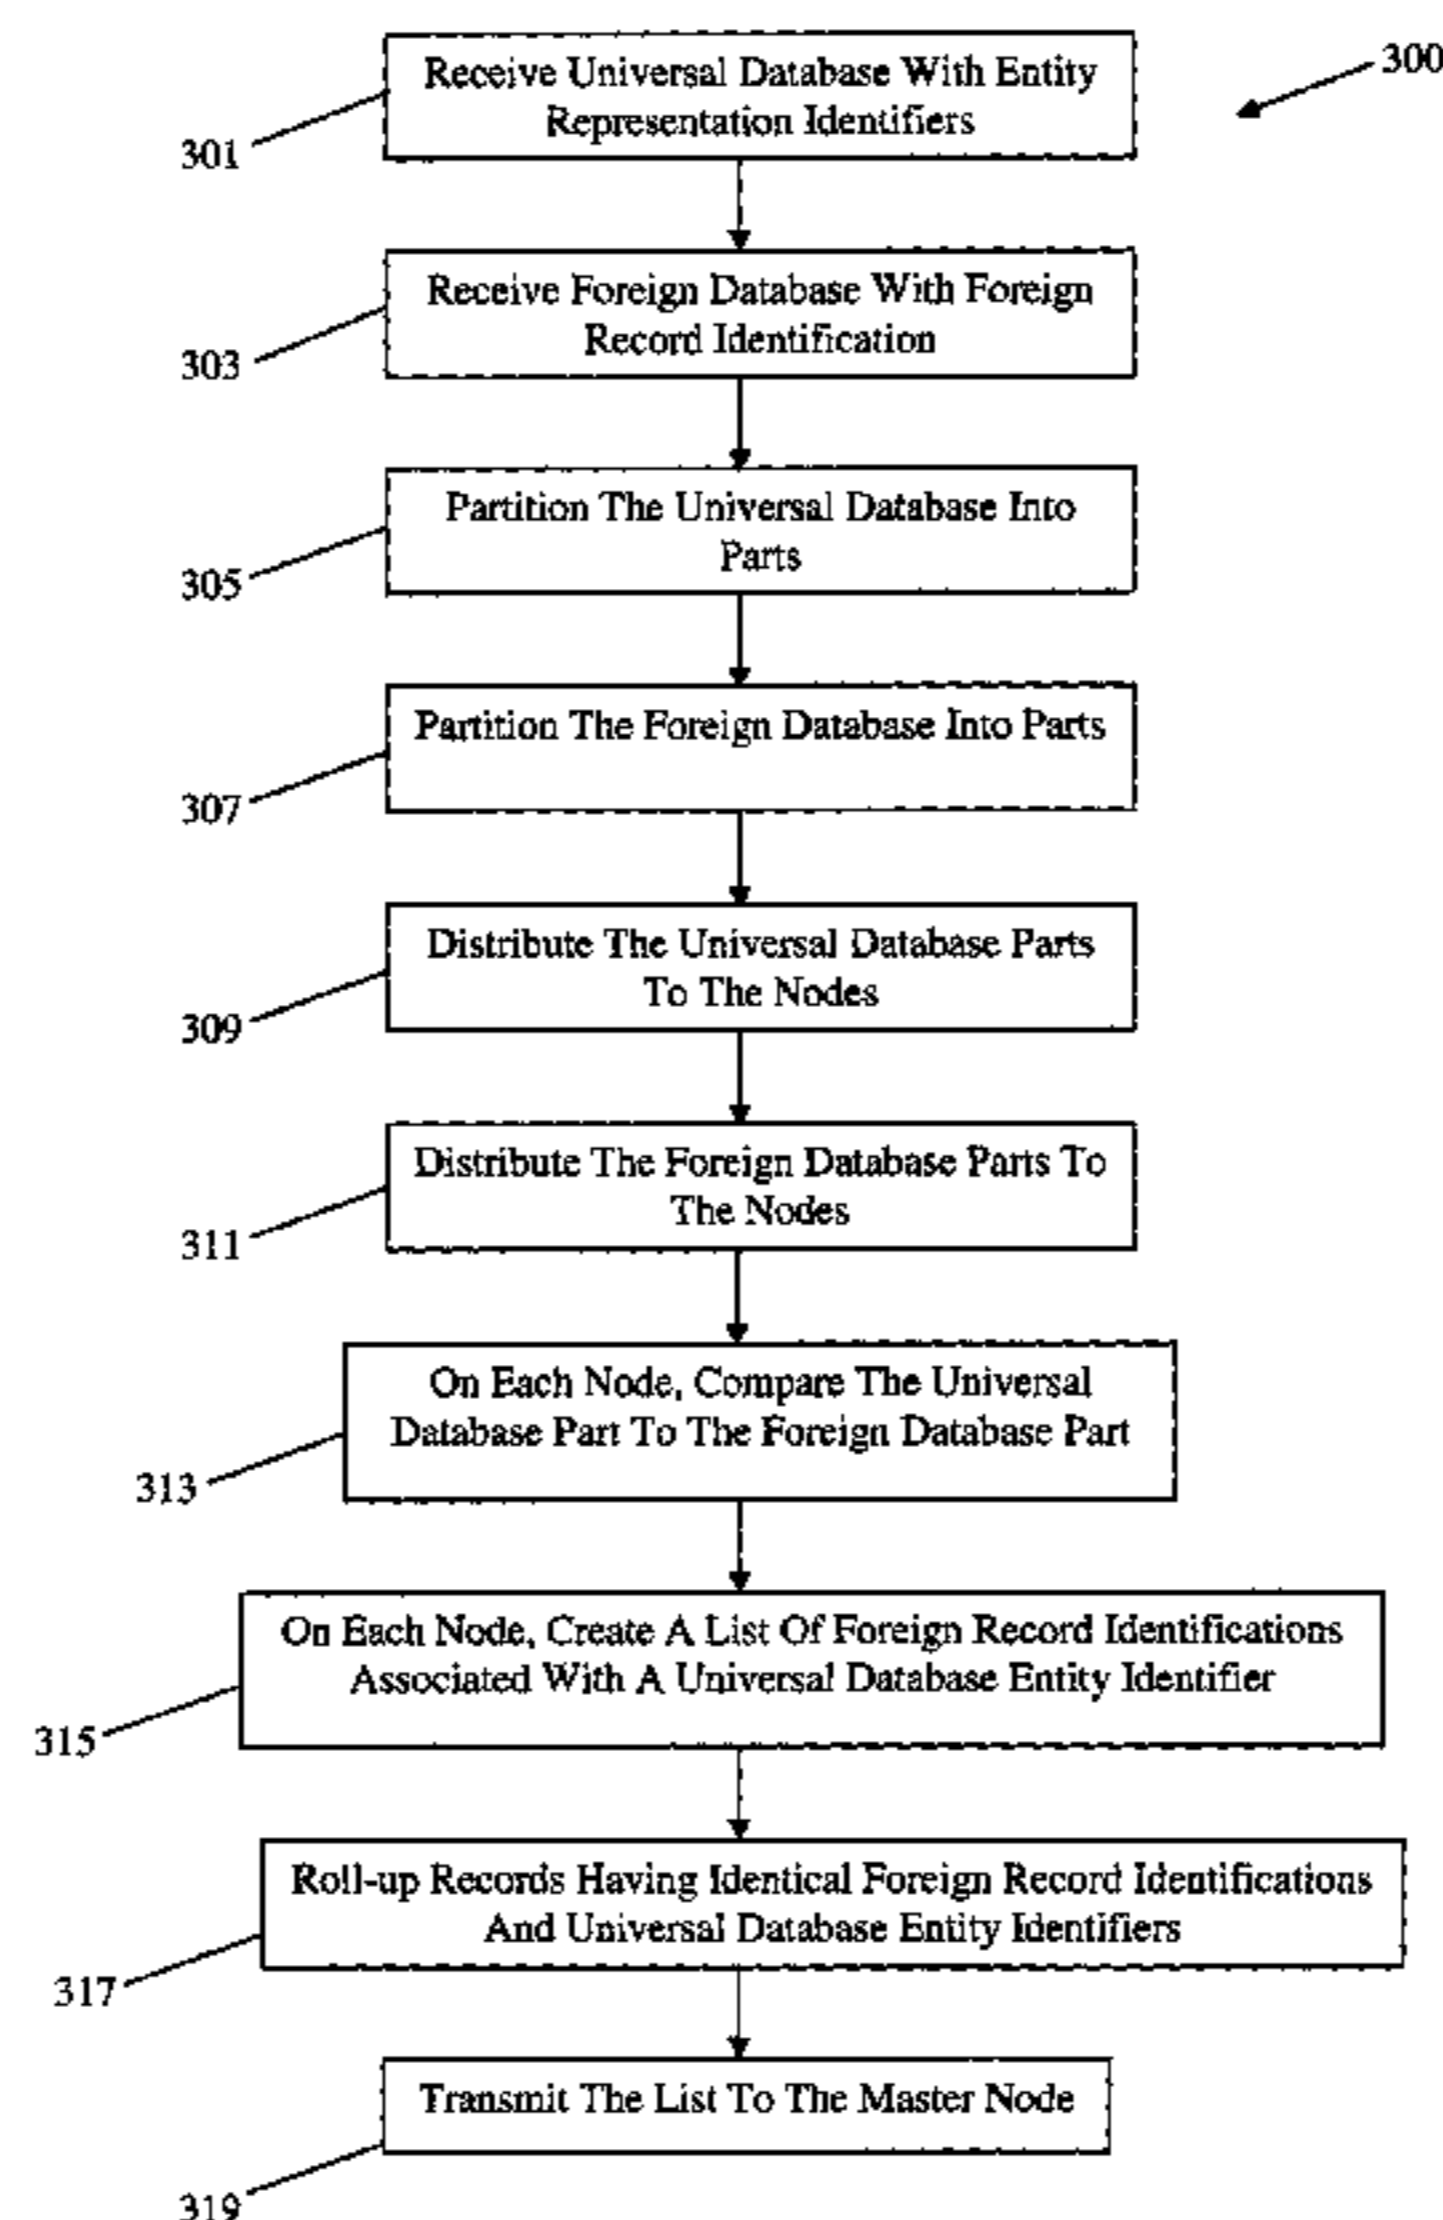 300
Receive Universal Database With Entity
Representation Identifiers
301
Receive Foreign Database With Foreign
Record Identification
303
Partition The Universal Database Into
Parts
305
Partition The Foreign Database Into Parts
307
Distribute The Universal Database Parts
To The Nodes
309
Distribute The Foreign Database Parts To
The Nodes
311
On Each Node, Compare The Universal
Database Part To The Foreign Database Part
313
On Each Node, Create A List Of Foreign Record Identifications
Associated With A Universal Database Entity Identifier
315
Roll-up Records Having Identical Foreign Record Identifications
And Universal Database Entity Identifiers
317
Transmit The List To The Master Node
319